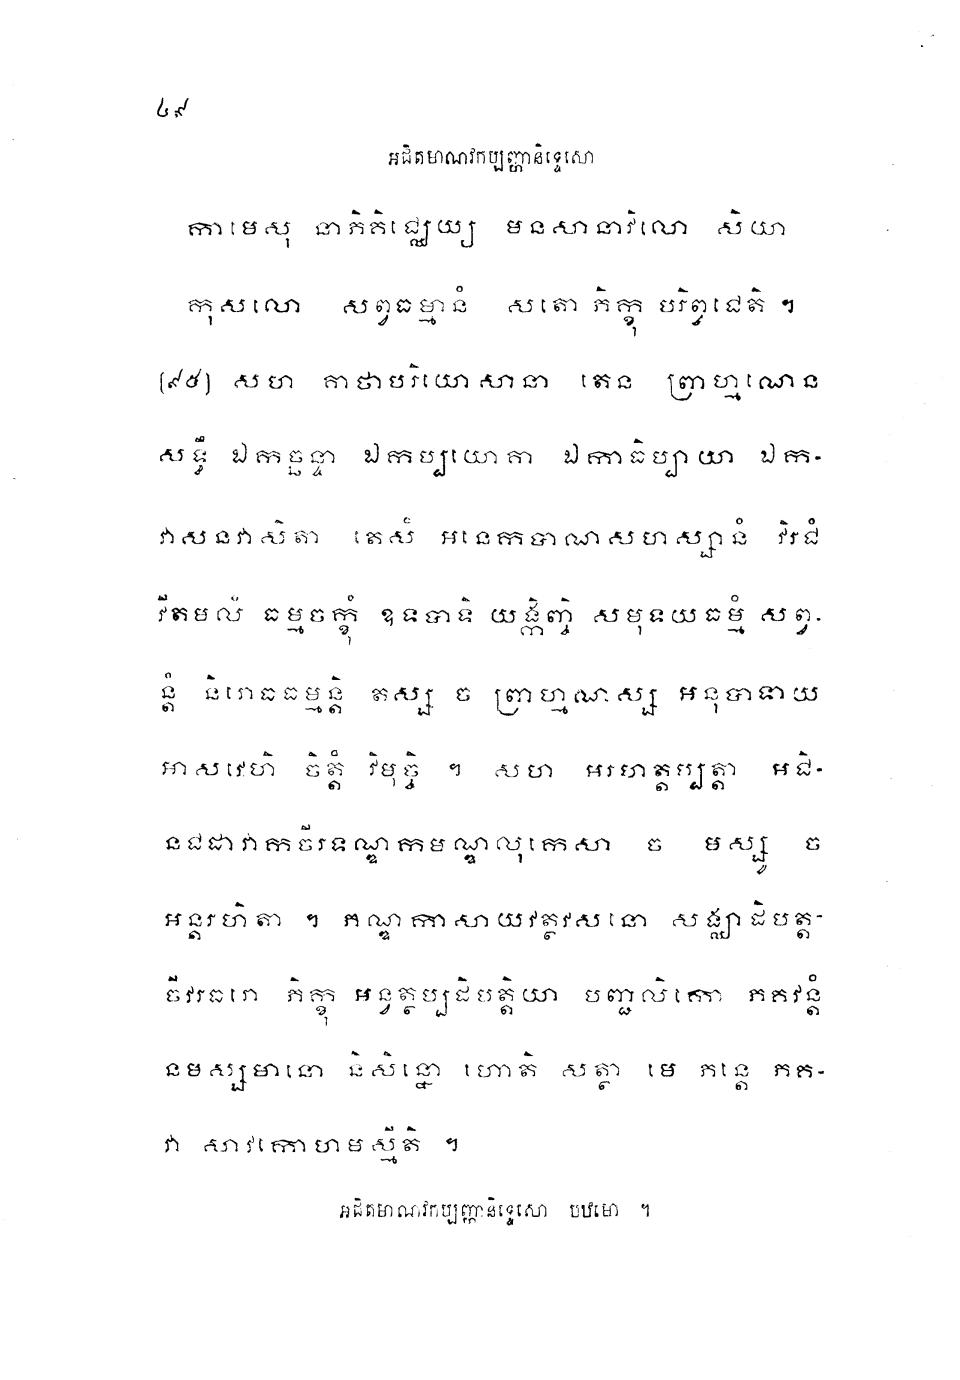 ៤៩
អជិតមាណវកប្បញ្ហានិទ្ទេសោ
កាមេសុ នាភិគិជ្ឈេយ្យ មនសានាវិលោ សិយា
កុសលោ សព្វធម្មានំ សតោ ភិក្ខុ បរិព្វជេតិ ។
(៩៥) សហ គាថាបរិយោសានា តេន ព្រាហ្មណេន
សទ្ធឹ ឯកច្ឆន្ទា ឯកប្បយោគា ឯកាធិប្បាយា ឯក-
វាសនវាសិតា តេសំ អនេកបាណសហស្សានំ វិរជំ
វីតមលំ ធម្មចក្ខុំ ឧទបាទិ យង្កិញ្ចិ សមុទយធម្មំ សព្វ-
ន្តំ និរោធធម្មន្តិ តស្ស ច ព្រាហ្មណស្ស អនុបាទាយ
អាសវេហិ ចិត្តំ វិមុច្ចិ ។ សហ អរហត្តប្បត្តា អជិ-
នជដាវាកចីរទណ្ឌកមណ្ឌលុកេសា ច មស្សូ ច
អន្តរហិតា ។ ភណ្ឌុកាសាយវត្ថវសនោ សង្ឃាដិបត្ត-
ចីវរធរោ ភិក្ខុ អន្វត្ថប្បដិបត្តិយា បញ្ជលិកោ ភគវន្តំ
នមស្សមានោ និសិន្នោ ហោតិ សត្ថា មេ ភន្តេ ភគ-
វា សាវកោហមស្មីតិ ។
អជិតមាណវកប្បញ្ហានិទ្ទេសោ បឋមោ ។